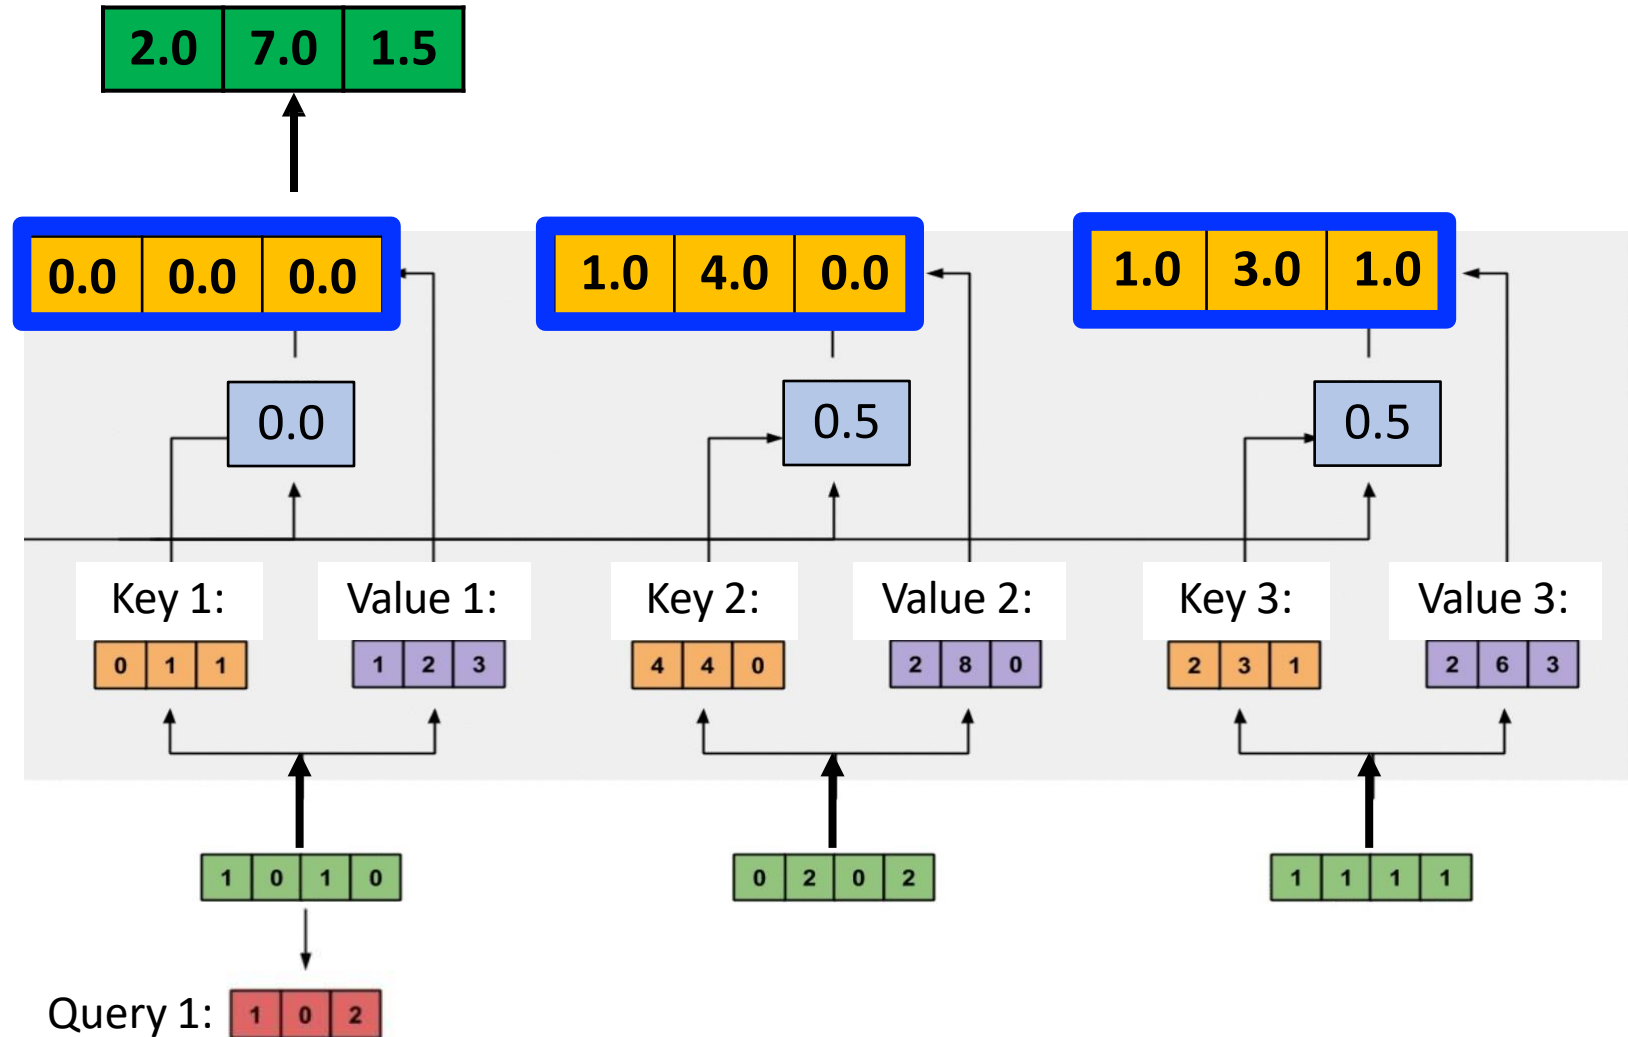 2.0 7.0 1.5
0.0 0.0 0.0 1.0 4.0 0.0 1.0 3.0 1.0
0.0 0.5 0.5
Key 1: Value 1: Key 2: Value 2: Key 3: Value 3:
0 1 1 1 2 3 4 4 0 2 8 0 2 3 1 2 6 3
1 0 1 0 0 2 0 2 1 1 1 1
Query 1: 1 0 2